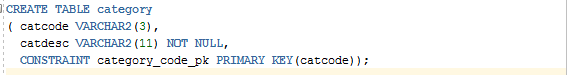 CREATE TABLE category
( catcode VARCHAR2(3),
catdesc VARCHAR2(11) NOT NULL,
CONSTRAINT category_code_pk PRIMARY KEY(catcode));